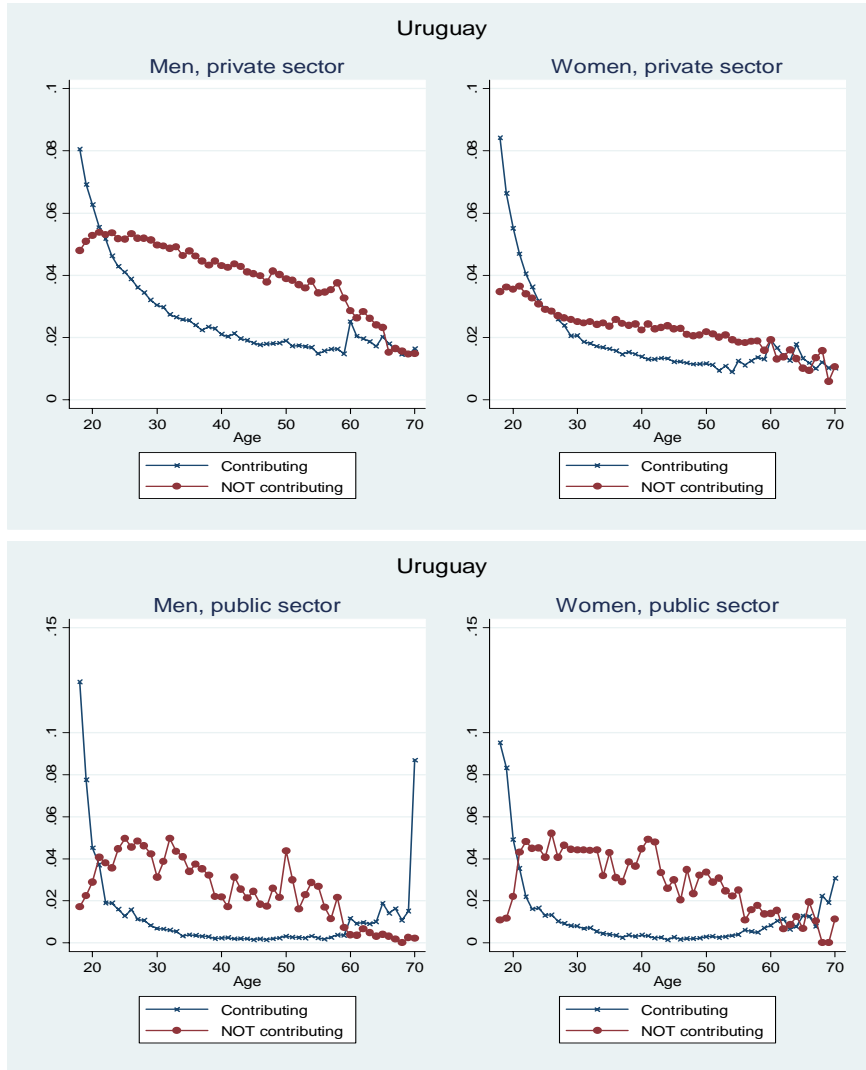 Uruguay
Men, private sector
Women, private sector
.1
.08
.06
.04
.02
0
20 30 40 50 60 70
Age
.1
.08
.06
.04
.02
0
20 30 40 50 60 70
Age
Contributing
NOT contributing
Contributing
NOT contributing
Uruguay
Men, public sector
Women, public sector
.15
.1
.08
.06
.04
.02
0
20 30 40 50 60 70
Age
.15
.1
.08
.06
.04
.02
0
20 30 40 50 60 70
Age
Contributing
NOT contributing
Contributing
NOT contributing